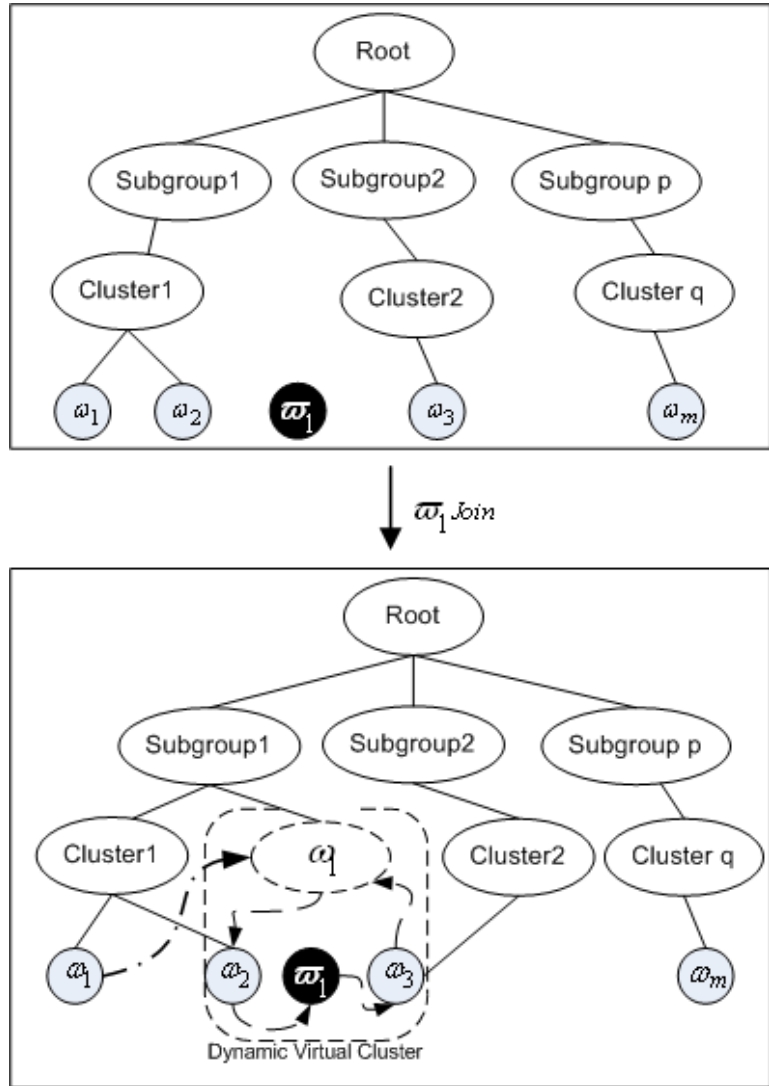 Root
Subgroup1 Subgroup2 Subgroup p
Cluster1 Cluster2 Cluster q
ω₁ ω₂ ϖ₁ ω₃ ωₘ
ϖ₁ Join
Root
Subgroup1 Subgroup2 Subgroup p
Cluster1 ω₁ Cluster2 Cluster q
ω₁ ω₂ ϖ₁ ω₃ ωₘ
Dynamic Virtual Cluster